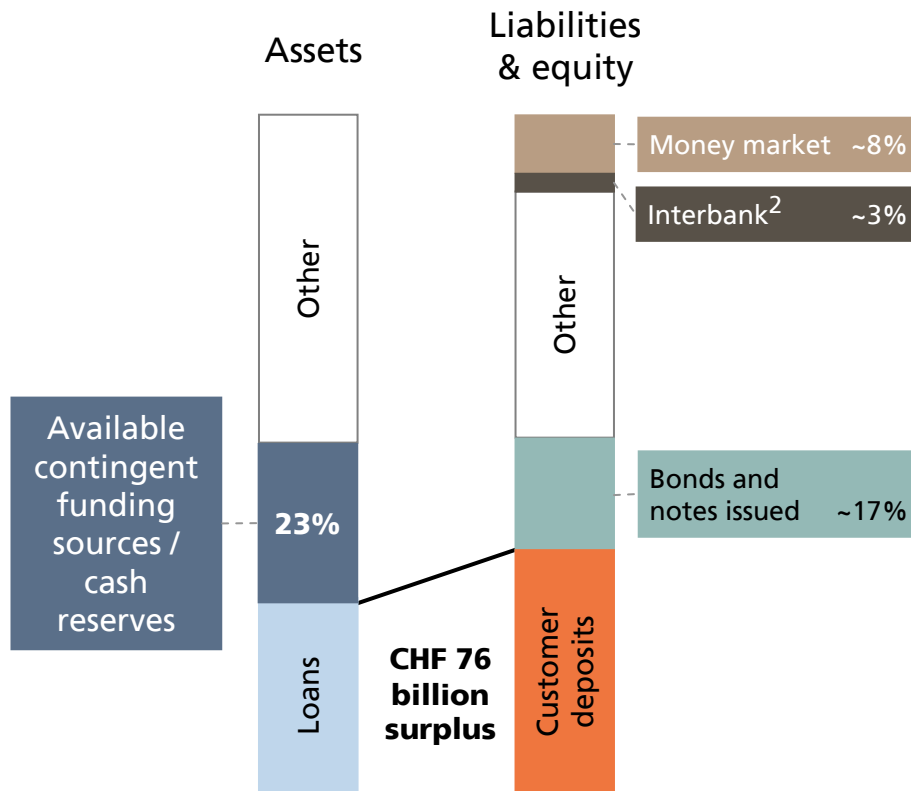 Assets
Liabilities
& equity
Other
Available
contingent
funding
sources /
cash
reserves
23%
Loans
CHF 76
billion
surplus
Money market ~8%
Interbank2 ~3%
Other
Bonds and
notes issued ~17%
Customer
deposits